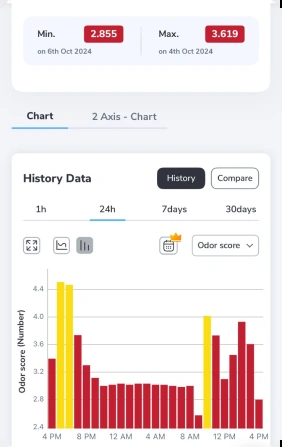 Min. 2.855 Max. 3.619
on 6th Oct 2024 on 4th Oct 2024
Chart 2 Axis - Chart
History Data History Compare
1h 24h 7days 30days
Odor score
Odor score (Number)
4.4
4.0
3.6
3.2
2.8
2.4
4 PM 8 PM 12 AM 4 AM 8 AM 12 PM 4 PM